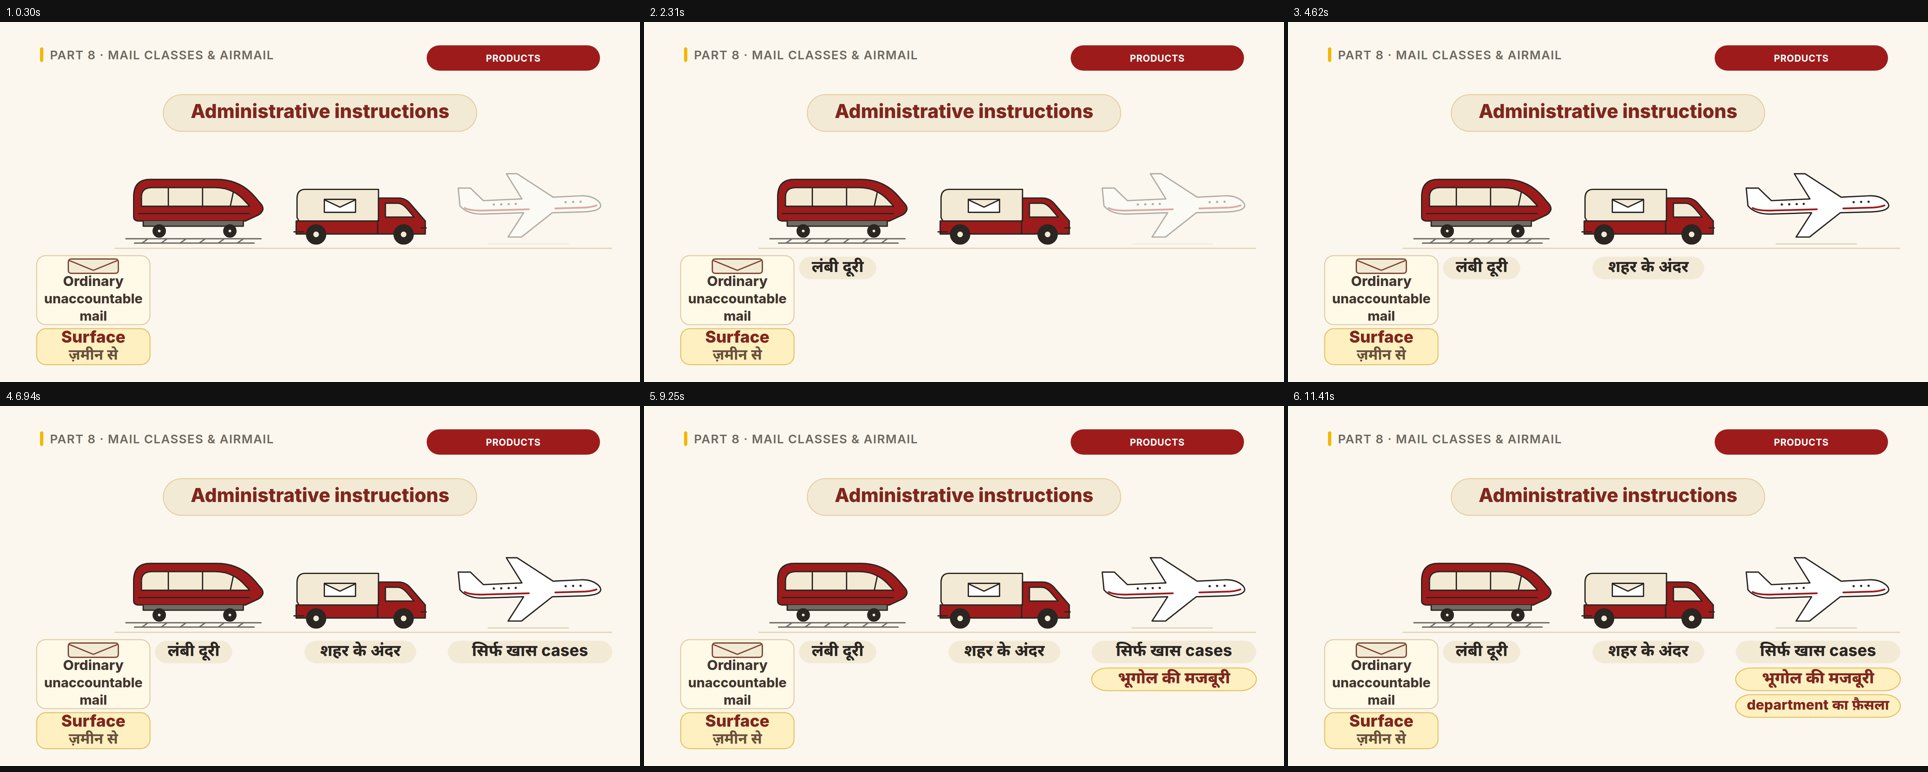 1. 0.30s
PART 8 · MAIL CLASSES & AIRMAIL
PRODUCTS
Administrative instructions
Ordinary
unaccountable
mail
Surface
ज़मीन से
2. 2.31s
PART 8 · MAIL CLASSES & AIRMAIL
PRODUCTS
Administrative instructions
लंबी दूरी
Ordinary
unaccountable
mail
Surface
ज़मीन से
3. 4.62s
PART 8 · MAIL CLASSES & AIRMAIL
PRODUCTS
Administrative instructions
लंबी दूरी
शहर के अंदर
Ordinary
unaccountable
mail
Surface
ज़मीन से
4. 6.94s
PART 8 · MAIL CLASSES & AIRMAIL
PRODUCTS
Administrative instructions
लंबी दूरी
शहर के अंदर
सिर्फ खास cases
Ordinary
unaccountable
mail
Surface
ज़मीन से
5. 9.25s
PART 8 · MAIL CLASSES & AIRMAIL
PRODUCTS
Administrative instructions
लंबी दूरी
शहर के अंदर
सिर्फ खास cases
भूगोल की मजबूरी
Ordinary
unaccountable
mail
Surface
ज़मीन से
6. 11.41s
PART 8 · MAIL CLASSES & AIRMAIL
PRODUCTS
Administrative instructions
लंबी दूरी
शहर के अंदर
सिर्फ खास cases
भूगोल की मजबूरी
department का फ़ैसला
Ordinary
unaccountable
mail
Surface
ज़मीन से